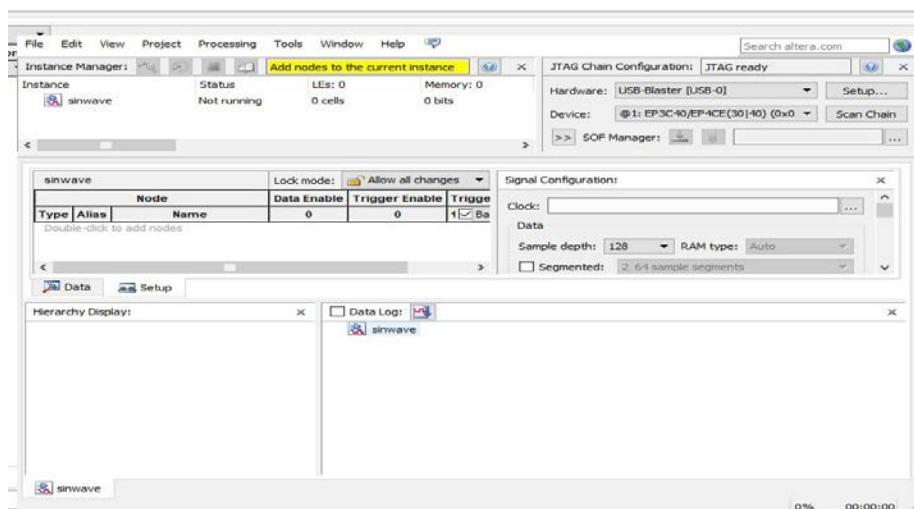 File Edit View Project Processing Tools Window Help
Search altera.com
Instance Manager: Add nodes to the current instance
Instance Status LEs: 0 Memory: 0
sinwave Not running 0 cells 0 bits
JTAG Chain Configuration: JTAG ready
Hardware: USB-Blaster [USB-0] Setup...
Device: @1: EP3C40/EP4CE(30|40) (0x0 Scan Chain
>> SOF Manager: ...
sinwave Lock mode: Allow all changes
Node Data Enable Trigger Enable Trigge
Type Alias Name 0 0 1 Ba
Double-click to add nodes
Signal Configuration:
Clock: ...
Data
Sample depth: 128 RAM type: Auto
Segmented: 2 64 sample segments
Data Setup
Hierarchy Display:
Data Log:
sinwave
sinwave
0% 00:00:00